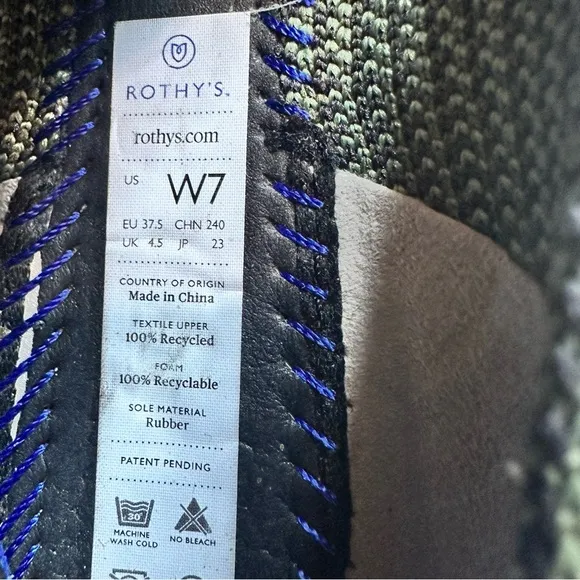 ROTHY'S™
rothys.com
US W7
EU 37.5 CHN 240
UK 4.5 JP 23
COUNTRY OF ORIGIN
Made in China
TEXTILE UPPER
100% Recycled
FOAM
100% Recyclable
SOLE MATERIAL
Rubber
PATENT PENDING
30°
MACHINE WASH COLD
NO BLEACH